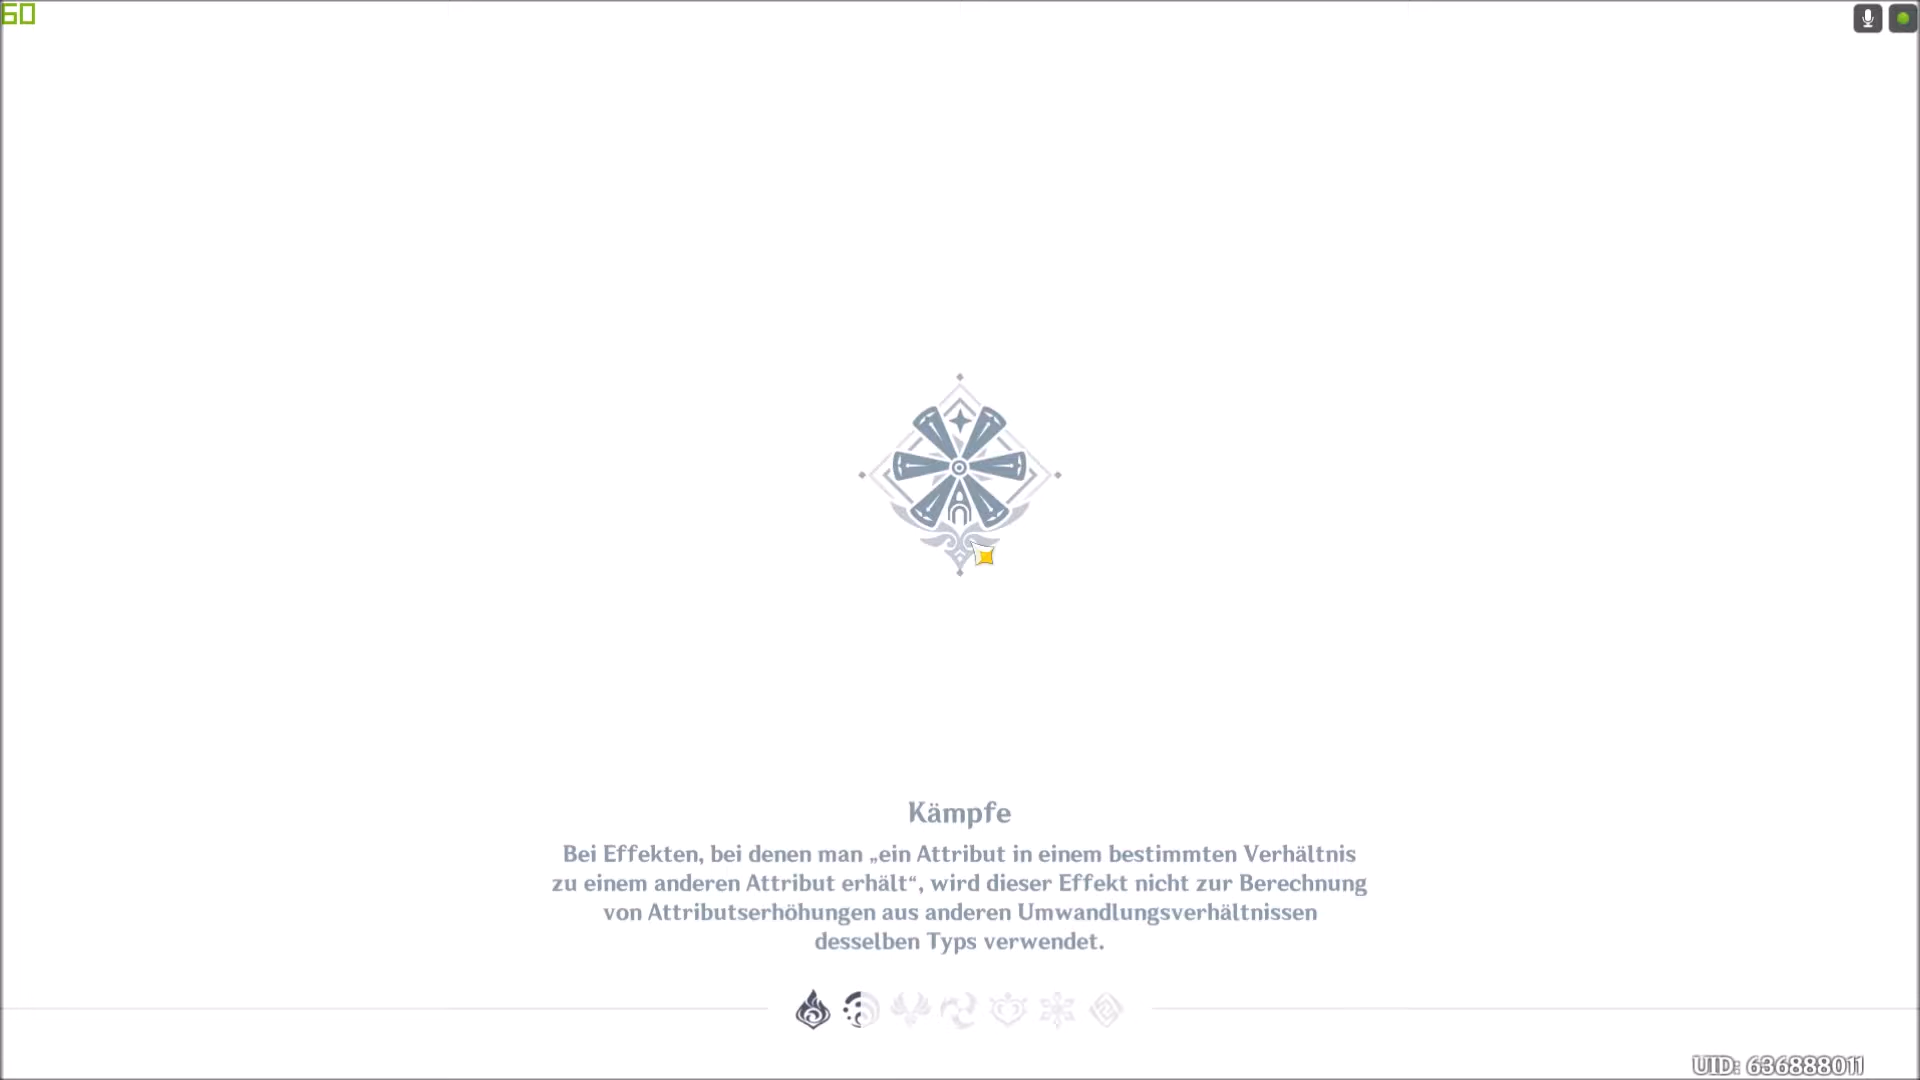 60
Kämpfe
Bei Effekten, bei denen man „ein Attribut in einem bestimmten Verhältnis
zu einem anderen Attribut erhält“, wird dieser Effekt nicht zur Berechnung
von Attributserhöhungen aus anderen Umwandlungsverhältnissen
desselben Typs verwendet.
UID: 636888011